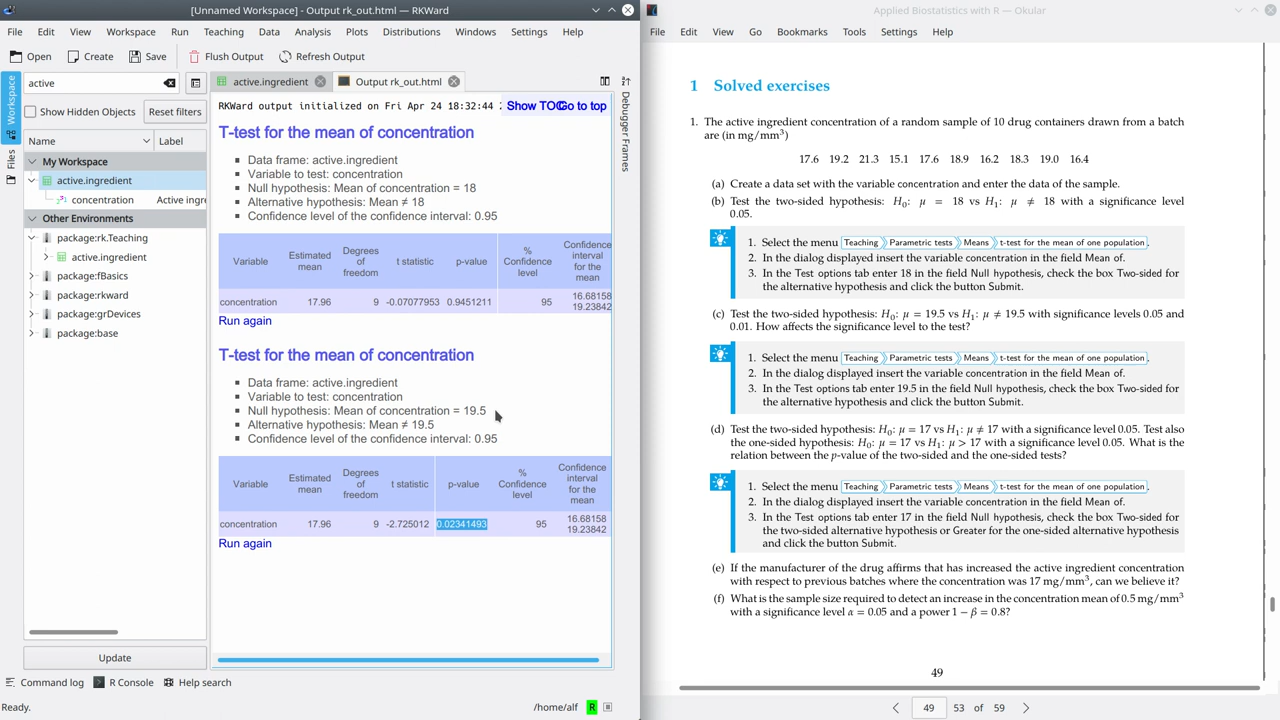 [Unnamed Workspace] - Output rk_out.html — RKWard
File Edit View Workspace Run Teaching Data Analysis Plots Distributions Windows Settings Help
Open Create Save Flush Output Refresh Output
Workspace
Files
active
Show Hidden Objects Reset filters
Name Label
My Workspace
active.ingredient
concentration Active ingre
Other Environments
package:rk.Teaching
active.ingredient
package:fBasics
package:rkward
package:grDevices
package:base
Update
active.ingredient Output rk_out.html
RKWard output initialized on Fri Apr 24 18:32:44
Show TOC Go to top
T-test for the mean of concentration
Data frame: active.ingredient
Variable to test: concentration
Null hypothesis: Mean of concentration = 18
Alternative hypothesis: Mean ≠ 18
Confidence level of the confidence interval: 0.95
Variable Estimated mean Degrees of freedom t statistic p-value % Confidence level Confidence interval for the mean
concentration 17.96 9 -0.07077953 0.9451211 95 16.68158 19.23842
Run again
T-test for the mean of concentration
Data frame: active.ingredient
Variable to test: concentration
Null hypothesis: Mean of concentration = 19.5
Alternative hypothesis: Mean ≠ 19.5
Confidence level of the confidence interval: 0.95
Variable Estimated mean Degrees of freedom t statistic p-value % Confidence level Confidence interval for the mean
concentration 17.96 9 -2.725012 0.02341493 95 16.68158 19.23842
Run again
Debugger Frames
Command log R Console Help search
Ready. /home/alf R
Applied Biostatistics with R — Okular
File Edit View Go Bookmarks Tools Settings Help
1 Solved exercises
1. The active ingredient concentration of a random sample of 10 drug containers drawn from a batch
are (in mg/mm³)
17.6 19.2 21.3 15.1 17.6 18.9 16.2 18.3 19.0 16.4
(a) Create a data set with the variable concentration and enter the data of the sample.
(b) Test the two-sided hypothesis: H₀: μ = 18 vs H₁: μ ≠ 18 with a significance level
0.05.
1. Select the menu Teaching Parametric tests Means t-test for the mean of one population.
2. In the dialog displayed insert the variable concentration in the field Mean of.
3. In the Test options tab enter 18 in the field Null hypothesis, check the box Two-sided for
the alternative hypothesis and click the button Submit.
(c) Test the two-sided hypothesis: H₀: μ = 19.5 vs H₁: μ ≠ 19.5 with significance levels 0.05 and
0.01. How affects the significance level to the test?
1. Select the menu Teaching Parametric tests Means t-test for the mean of one population.
2. In the dialog displayed insert the variable concentration in the field Mean of.
3. In the Test options tab enter 19.5 in the field Null hypothesis, check the box Two-sided for
the alternative hypothesis and click the button Submit.
(d) Test the two-sided hypothesis: H₀: μ = 17 vs H₁: μ ≠ 17 with a significance level 0.05. Test also
the one-sided hypothesis: H₀: μ = 17 vs H₁: μ > 17 with a significance level 0.05. What is the
relation between the p-value of the two-sided and the one-sided tests?
1. Select the menu Teaching Parametric tests Means t-test for the mean of one population.
2. In the dialog displayed insert the variable concentration in the field Mean of.
3. In the Test options tab enter 17 in the field Null hypothesis, check the box Two-sided for
the two-sided alternative hypothesis or Greater for the one-sided alternative hypothesis
and click the button Submit.
(e) If the manufacturer of the drug affirms that has increased the active ingredient concentration
with respect to previous batches where the concentration was 17 mg/mm³, can we believe it?
(f) What is the sample size required to detect an increase in the concentration mean of 0.5 mg/mm³
with a significance level α = 0.05 and a power 1 − β = 0.8?
49
49 53 of 59